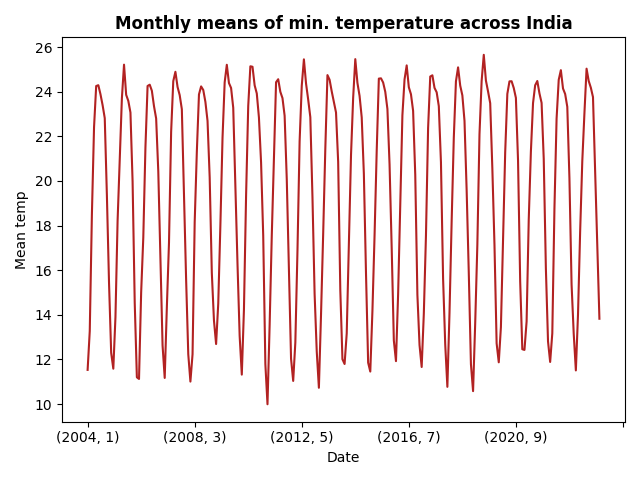 Monthly means of min. temperature across India
Mean temp
26
24
22
20
18
16
14
12
10
(2004, 1) (2008, 3) (2012, 5) (2016, 7) (2020, 9)
Date